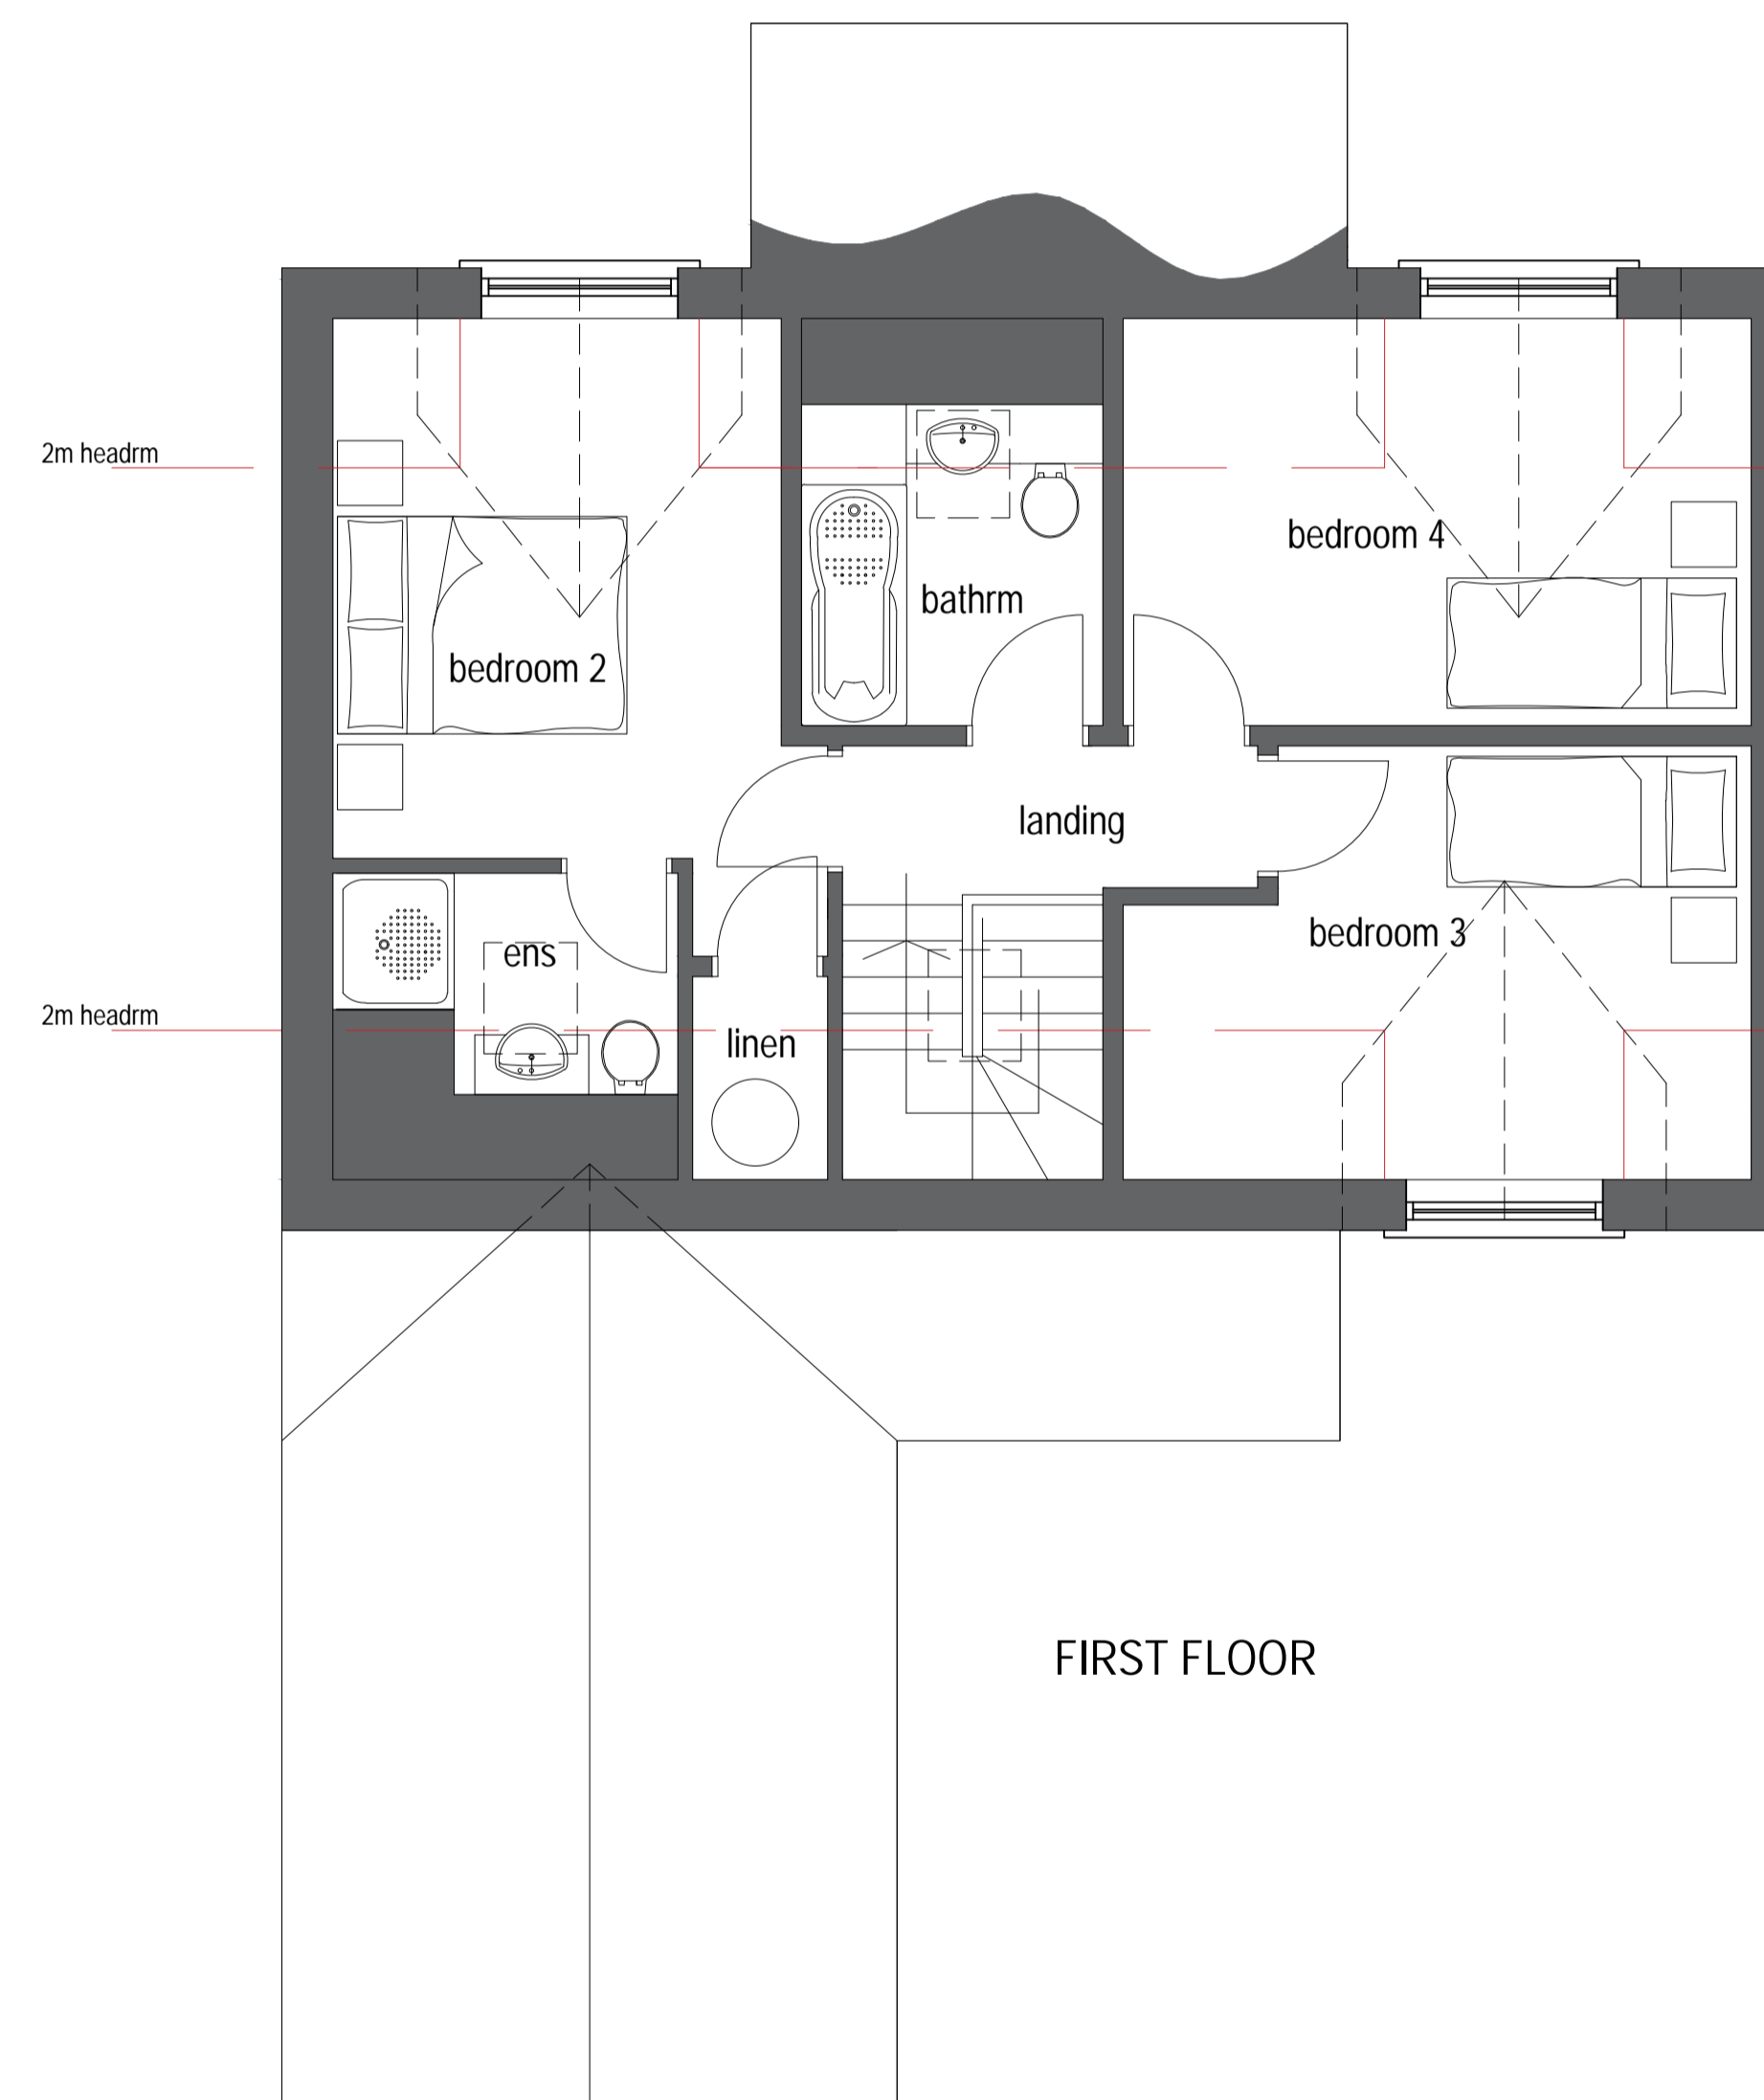 2m headrm
bedroom 4
bathrm
bedroom 2
landing
bedroom 3
ens
2m headrm
linen
FIRST FLOOR